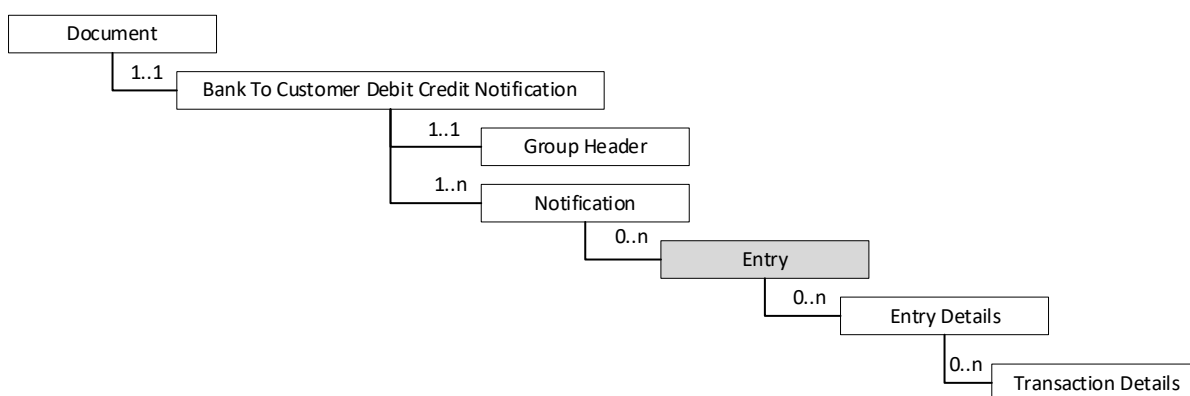 Document
1..1
Bank To Customer Debit Credit Notification
1..1
Group Header
1..n
Notification
0..n
Entry
0..n
Entry Details
0..n
Transaction Details